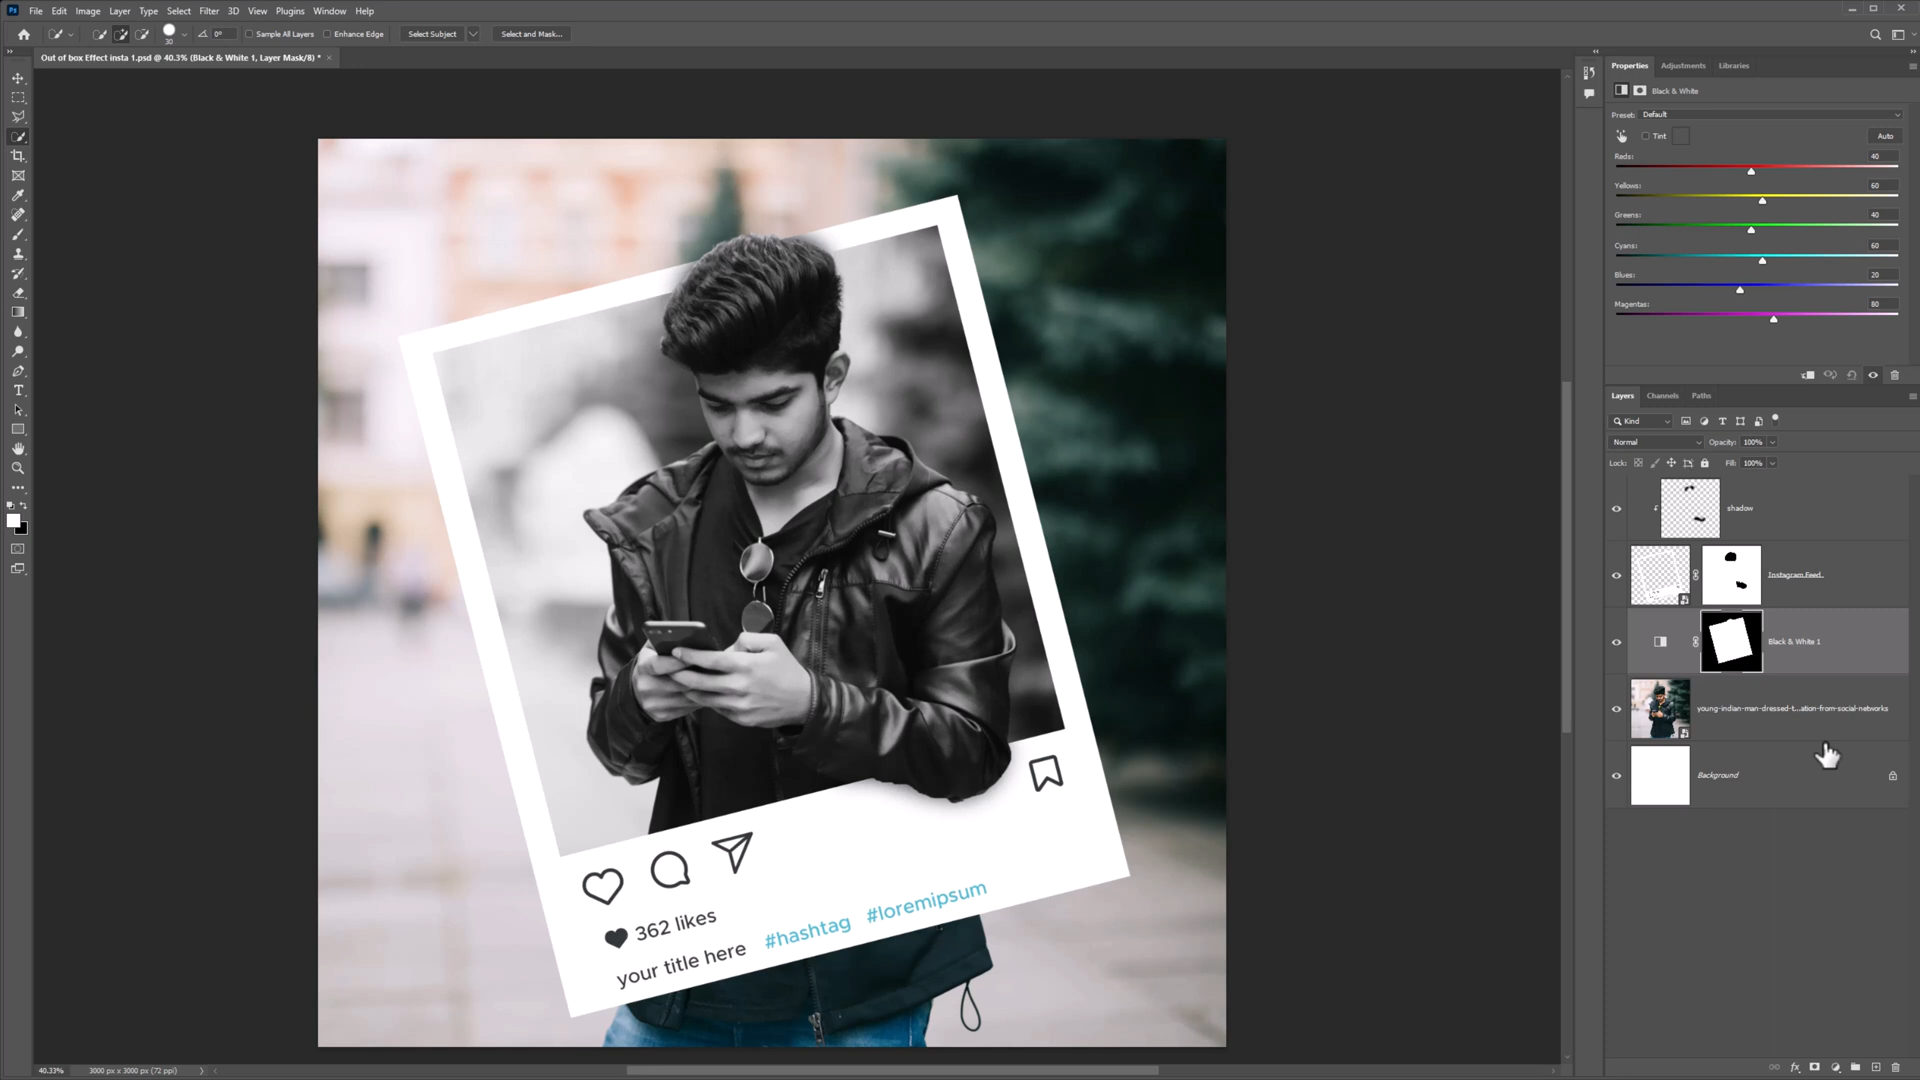 Ps File Edit Image Layer Type Select Filter 3D View Plugins Window Help
30 0° Sample All Layers Enhance Edge Select Subject Select and Mask...
Out of box Effect insta 1.psd @ 40.3% (Black & White 1, Layer Mask/8) * ×
Properties Adjustments Libraries
Black & White
Preset: Default
Tint Auto
Reds: 40
Yellows: 60
Greens: 40
Cyans: 60
Blues: 20
Magentas: 80
Layers Channels Paths
Kind
Normal Opacity: 100%
Lock: Fill: 100%
shadow
Instagram Feed
Black & White 1
young-indian-man-dressed-t...ation-from-social-networks
Background
362 likes
your title here #hashtag #loremipsum
40.33% 3000 px x 3000 px (72 ppi)
fx